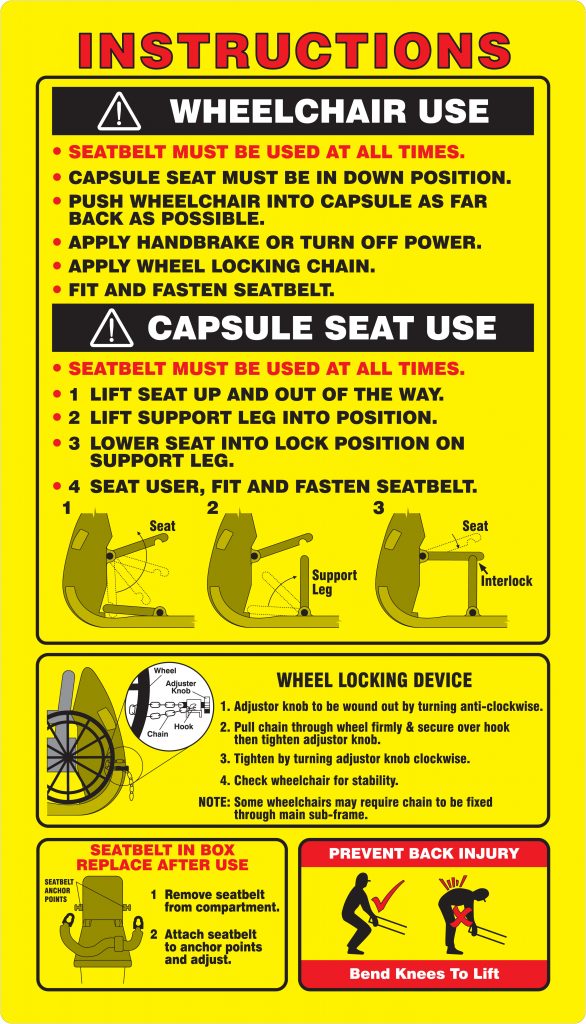 INSTRUCTIONS
WHEELCHAIR USE
• SEATBELT MUST BE USED AT ALL TIMES.
• CAPSULE SEAT MUST BE IN DOWN POSITION.
• PUSH WHEELCHAIR INTO CAPSULE AS FAR
BACK AS POSSIBLE.
• APPLY HANDBRAKE OR TURN OFF POWER.
• APPLY WHEEL LOCKING CHAIN.
• FIT AND FASTEN SEATBELT.
CAPSULE SEAT USE
• SEATBELT MUST BE USED AT ALL TIMES.
• 1 LIFT SEAT UP AND OUT OF THE WAY.
• 2 LIFT SUPPORT LEG INTO POSITION.
• 3 LOWER SEAT INTO LOCK POSITION ON
SUPPORT LEG.
• 4 SEAT USER, FIT AND FASTEN SEATBELT.
1
Seat
2
Support
Leg
3
Seat
Interlock
Wheel
Adjuster
Knob
Hook
Chain
WHEEL LOCKING DEVICE
1. Adjustor knob to be wound out by turning anti-clockwise.
2. Pull chain through wheel firmly & secure over hook
then tighten adjustor knob.
3. Tighten by turning adjustor knob clockwise.
4. Check wheelchair for stability.
NOTE: Some wheelchairs may require chain to be fixed
through main sub-frame.
SEATBELT IN BOX
REPLACE AFTER USE
SEATBELT
ANCHOR
POINTS
1 Remove seatbelt
from compartment.
2 Attach seatbelt
to anchor points
and adjust.
PREVENT BACK INJURY
Bend Knees To Lift